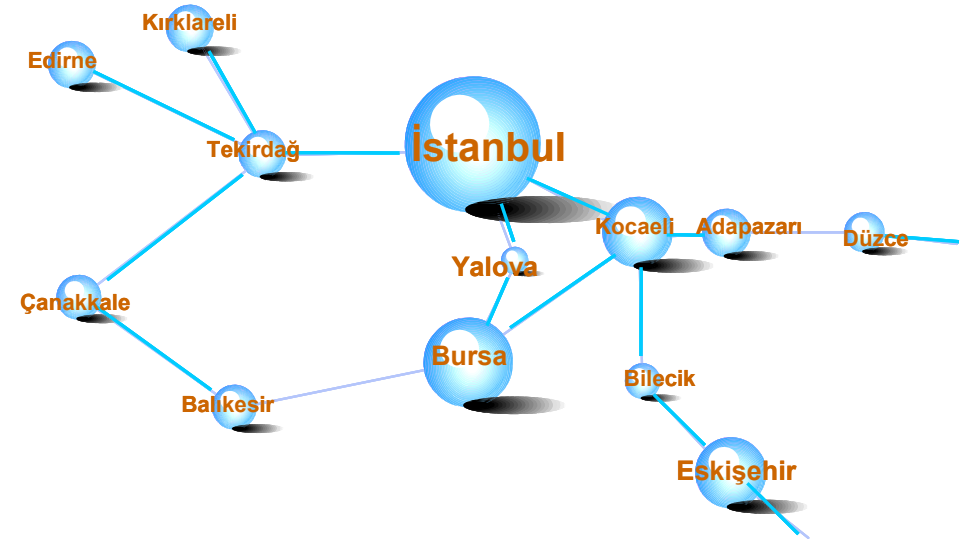 Kırklareli
Edirne
Tekirdağ
İstanbul
Kocaeli
Adapazarı
Düzce
Yalova
Çanakkale
Bursa
Bilecik
Balıkesir
Eskişehir